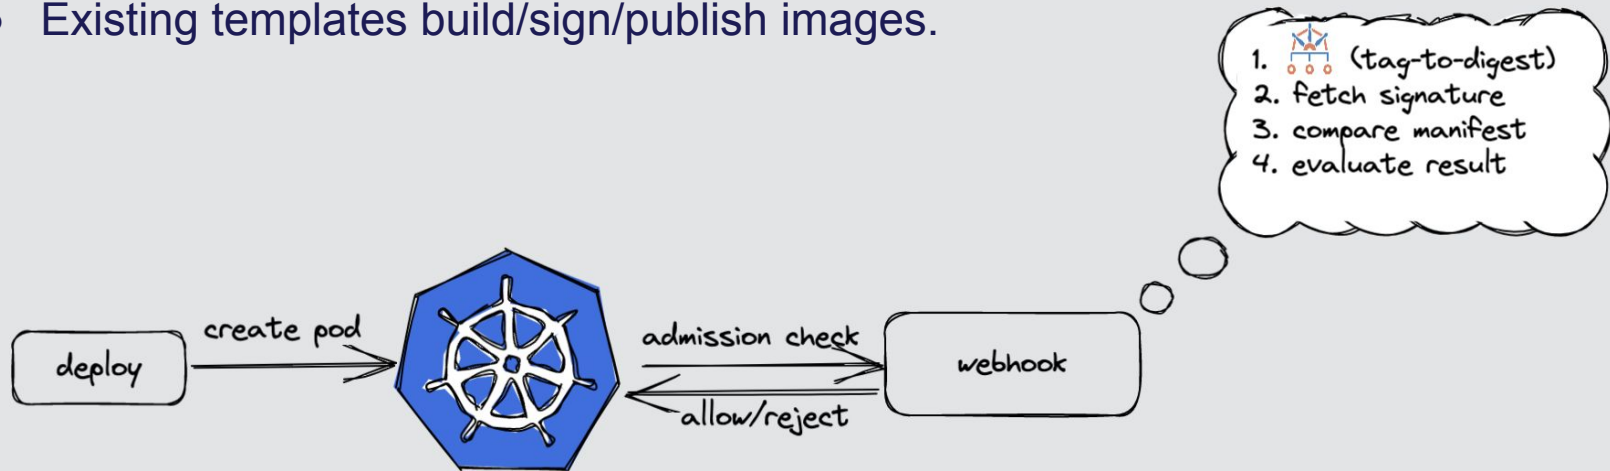 Existing templates build/sign/publish images.
1. (tag-to-digest)
2. fetch signature
3. compare manifest
4. evaluate result
deploy
create pod
admission check
allow/reject
webhook